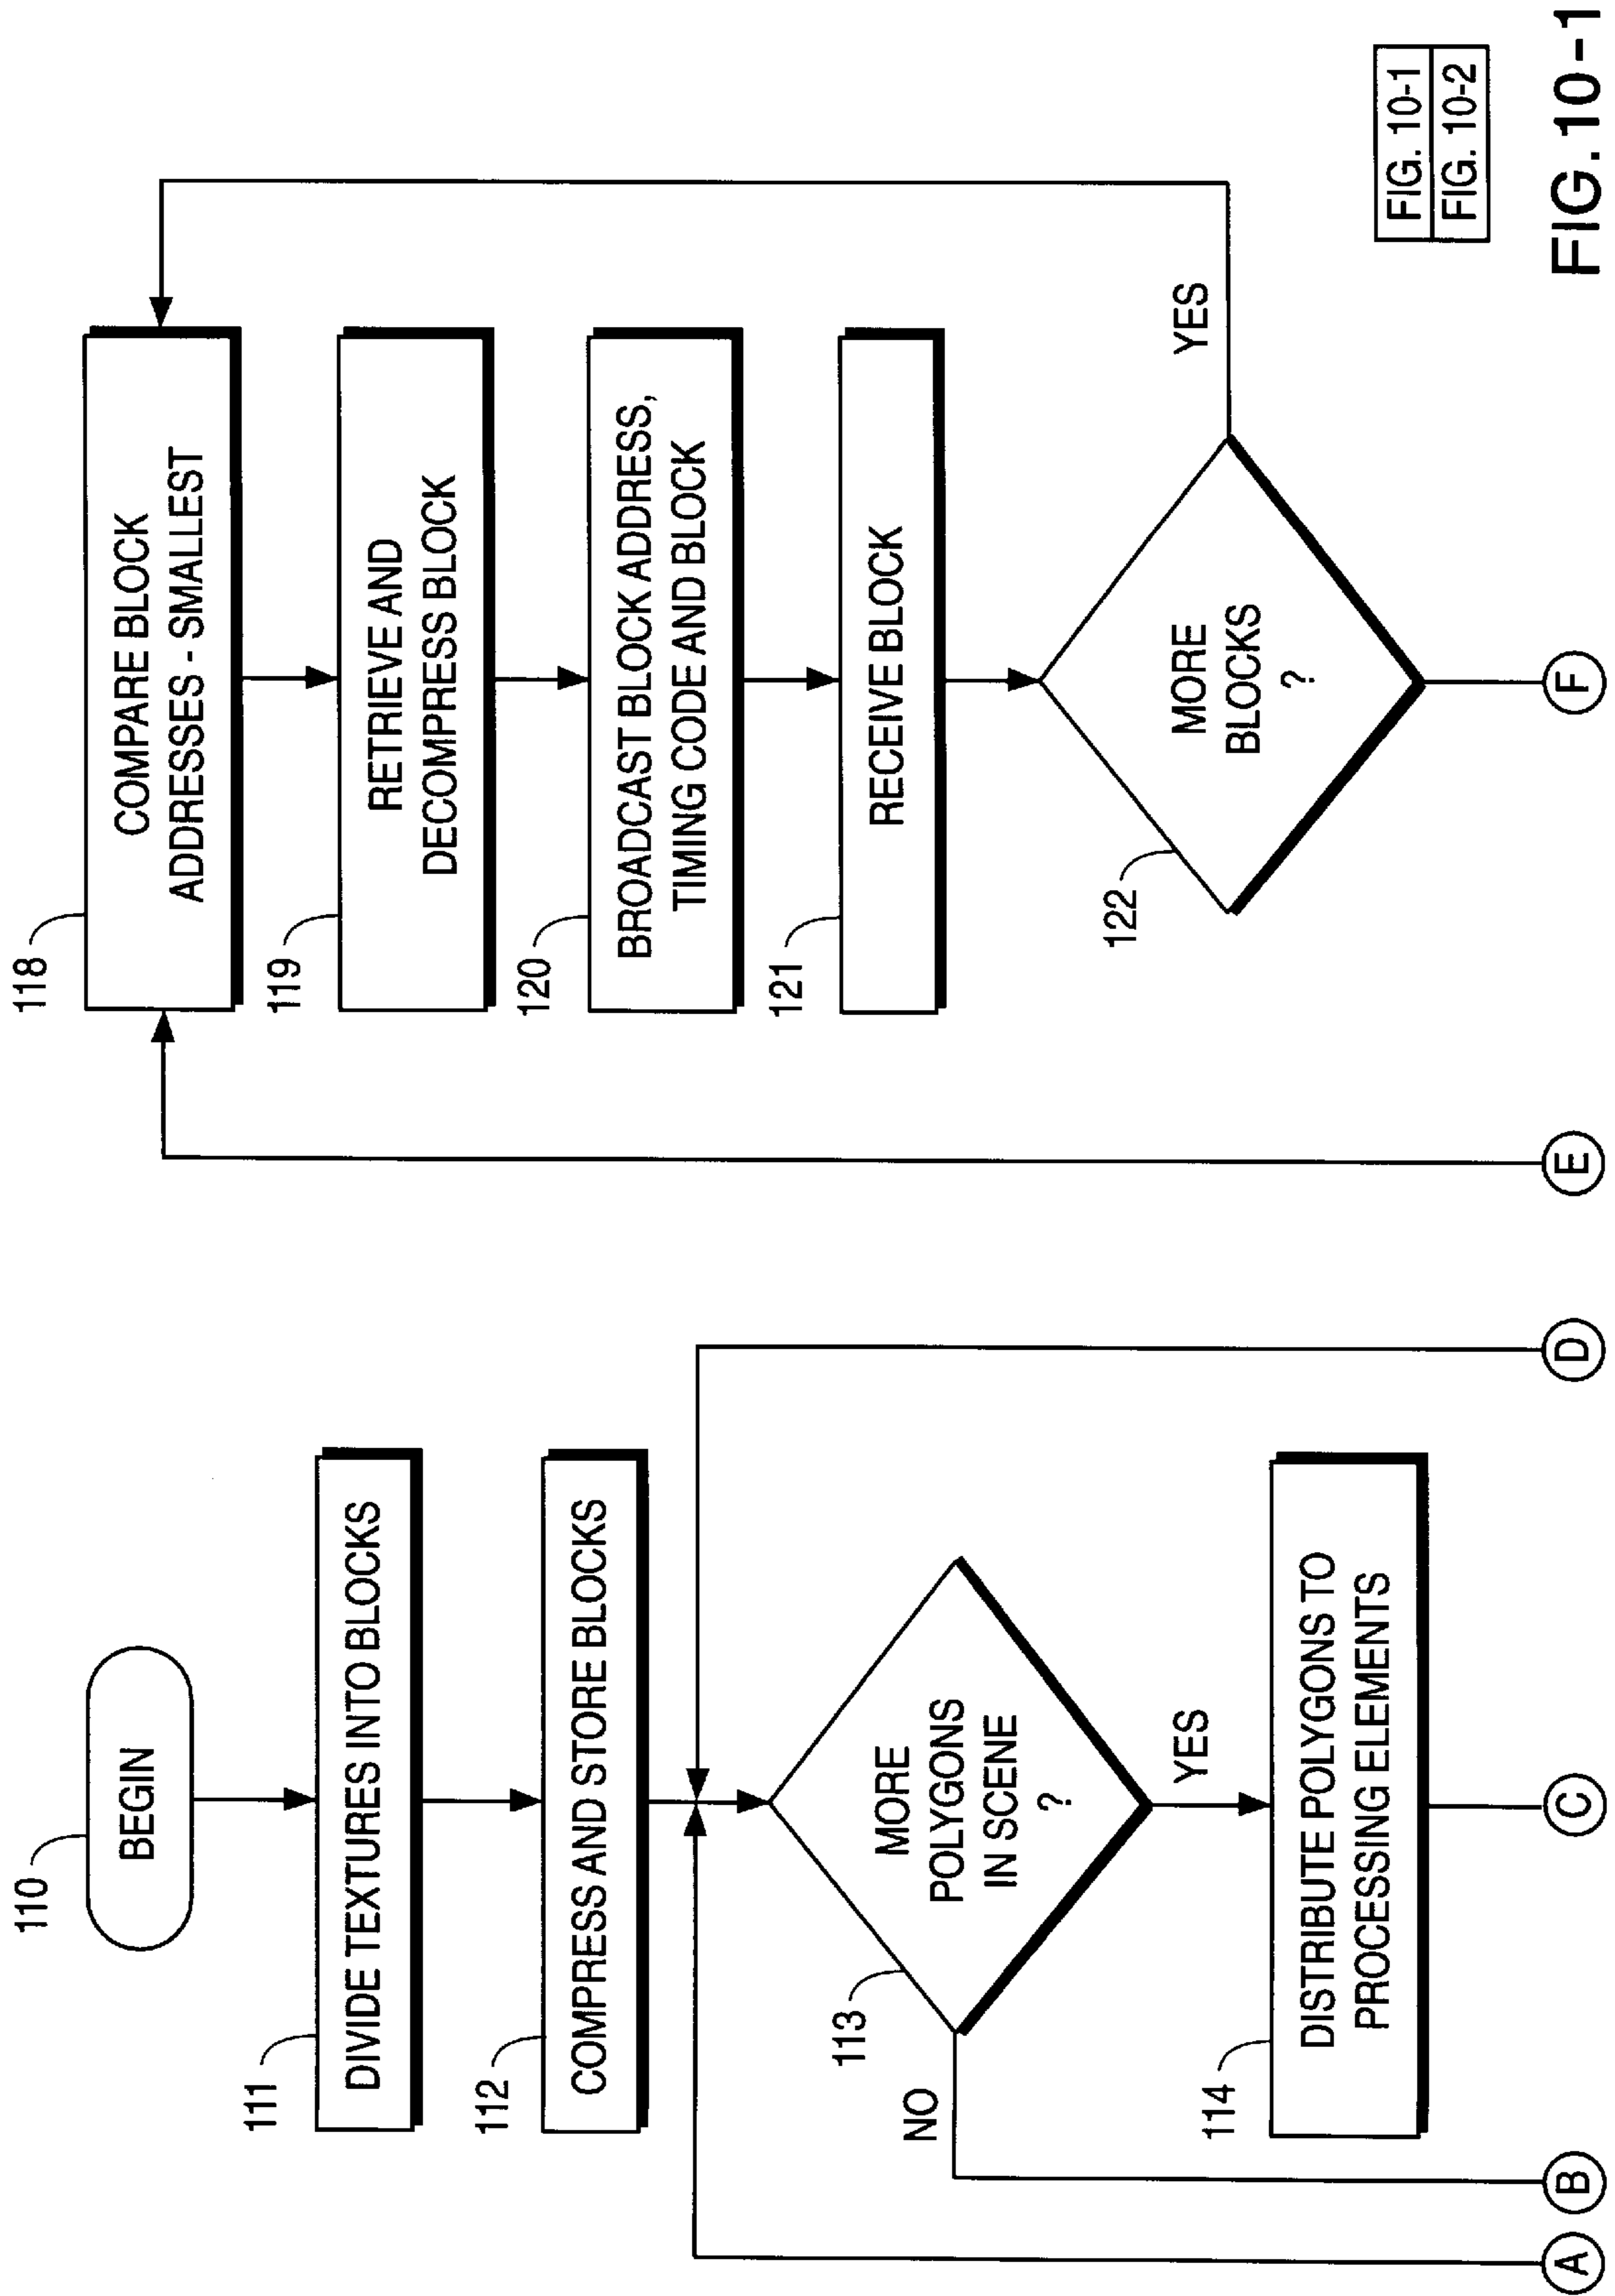 110
BEGIN
111
DIVIDE TEXTURES INTO BLOCKS
112
COMPRESS AND STORE BLOCKS
113
MORE
POLYGONS
IN SCENE
?
NO
YES
114
DISTRIBUTE POLYGONS TO
PROCESSING ELEMENTS
A
B
C
D
118
COMPARE BLOCK
ADDRESSES - SMALLEST
119
RETRIEVE AND
DECOMPRESS BLOCK
120
BROADCAST BLOCK ADDRESS,
TIMING CODE AND BLOCK
121
RECEIVE BLOCK
122
MORE
BLOCKS
?
YES
E
F
FIG. 10-1
FIG. 10-2
FIG.10-1